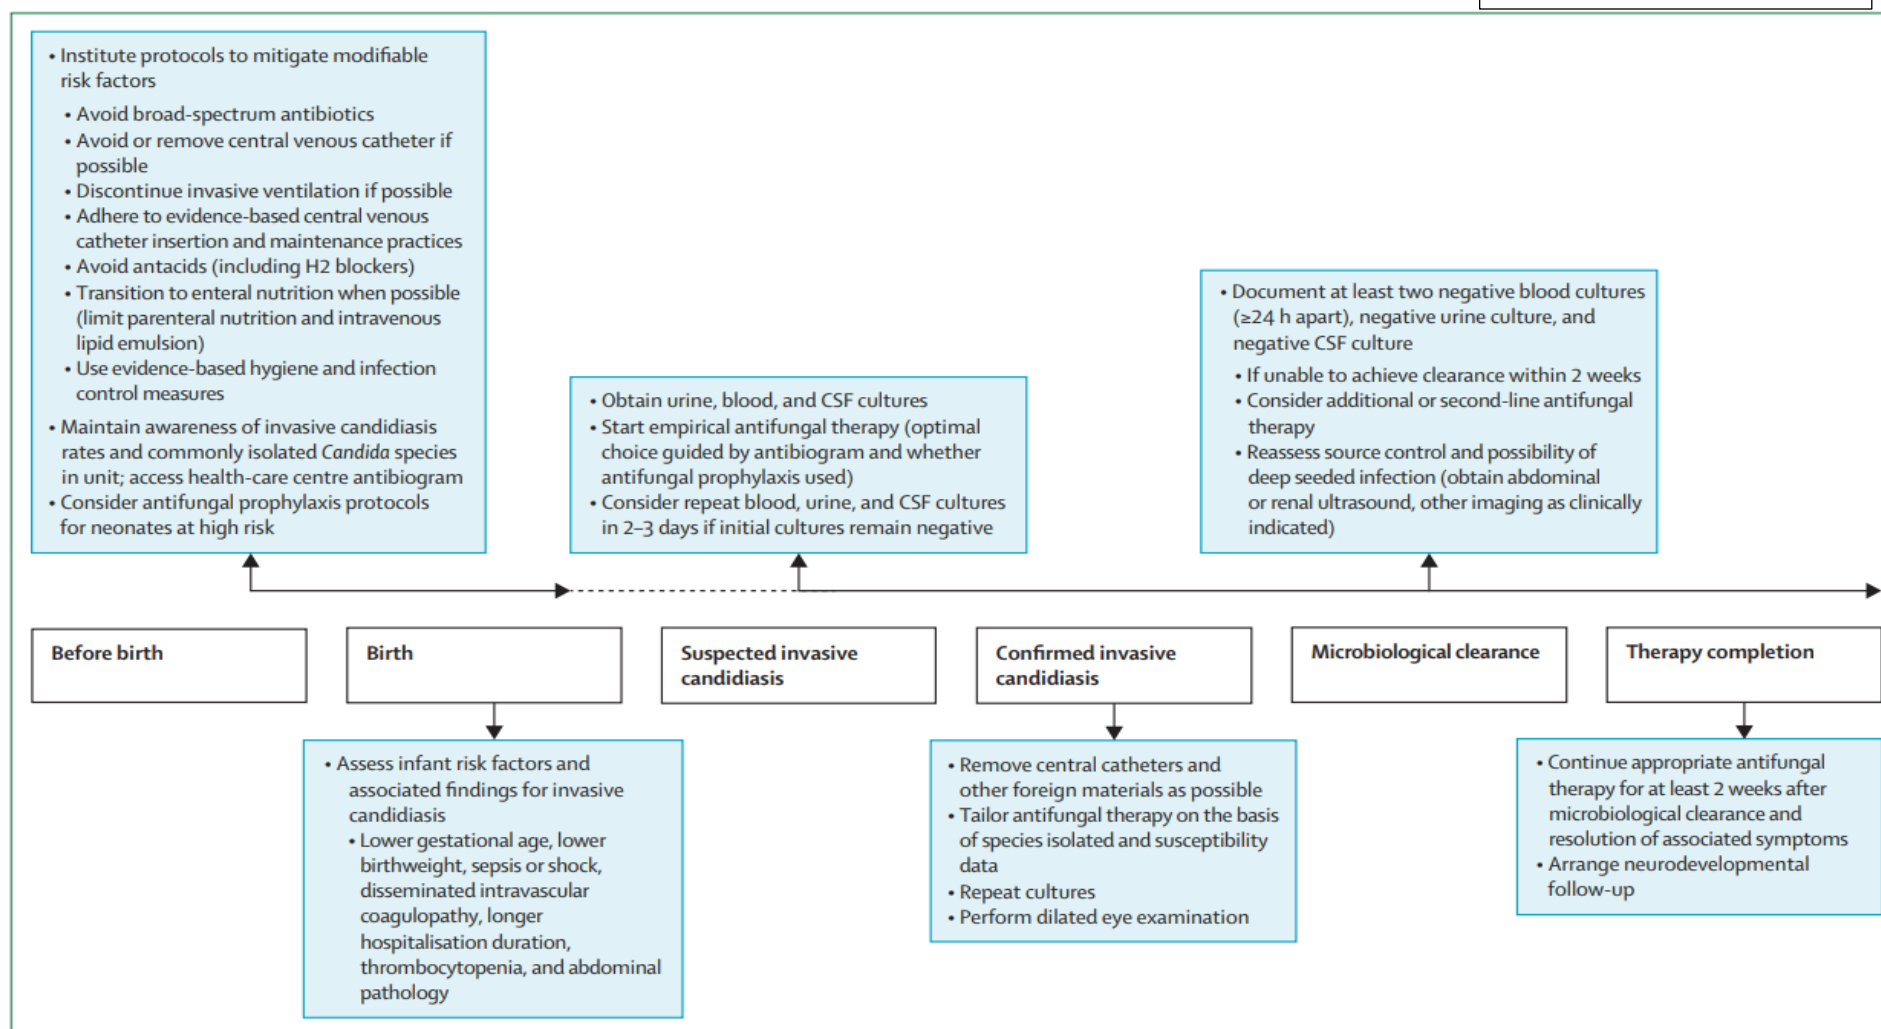 • Institute protocols to mitigate modifiable
risk factors
• Avoid broad-spectrum antibiotics
• Avoid or remove central venous catheter if
possible
• Discontinue invasive ventilation if possible
• Adhere to evidence-based central venous
catheter insertion and maintenance practices
• Avoid antacids (including H2 blockers)
• Transition to enteral nutrition when possible
(limit parenteral nutrition and intravenous
lipid emulsion)
• Use evidence-based hygiene and infection
control measures
• Maintain awareness of invasive candidiasis
rates and commonly isolated Candida species
in unit; access health-care centre antibiogram
• Consider antifungal prophylaxis protocols
for neonates at high risk
• Obtain urine, blood, and CSF cultures
• Start empirical antifungal therapy (optimal
choice guided by antibiogram and whether
antifungal prophylaxis used)
• Consider repeat blood, urine, and CSF cultures
in 2–3 days if initial cultures remain negative
• Document at least two negative blood cultures
(≥24 h apart), negative urine culture, and
negative CSF culture
• If unable to achieve clearance within 2 weeks
• Consider additional or second-line antifungal
therapy
• Reassess source control and possibility of
deep seeded infection (obtain abdominal
or renal ultrasound, other imaging as clinically
indicated)
Before birth
Birth
Suspected invasive
candidiasis
Confirmed invasive
candidiasis
Microbiological clearance
Therapy completion
• Assess infant risk factors and
associated findings for invasive
candidiasis
• Lower gestational age, lower
birthweight, sepsis or shock,
disseminated intravascular
coagulopathy, longer
hospitalisation duration,
thrombocytopenia, and abdominal
pathology
• Remove central catheters and
other foreign materials as possible
• Tailor antifungal therapy on the basis
of species isolated and susceptibility
data
• Repeat cultures
• Perform dilated eye examination
• Continue appropriate antifungal
therapy for at least 2 weeks after
microbiological clearance and
resolution of associated symptoms
• Arrange neurodevelopmental
follow-up